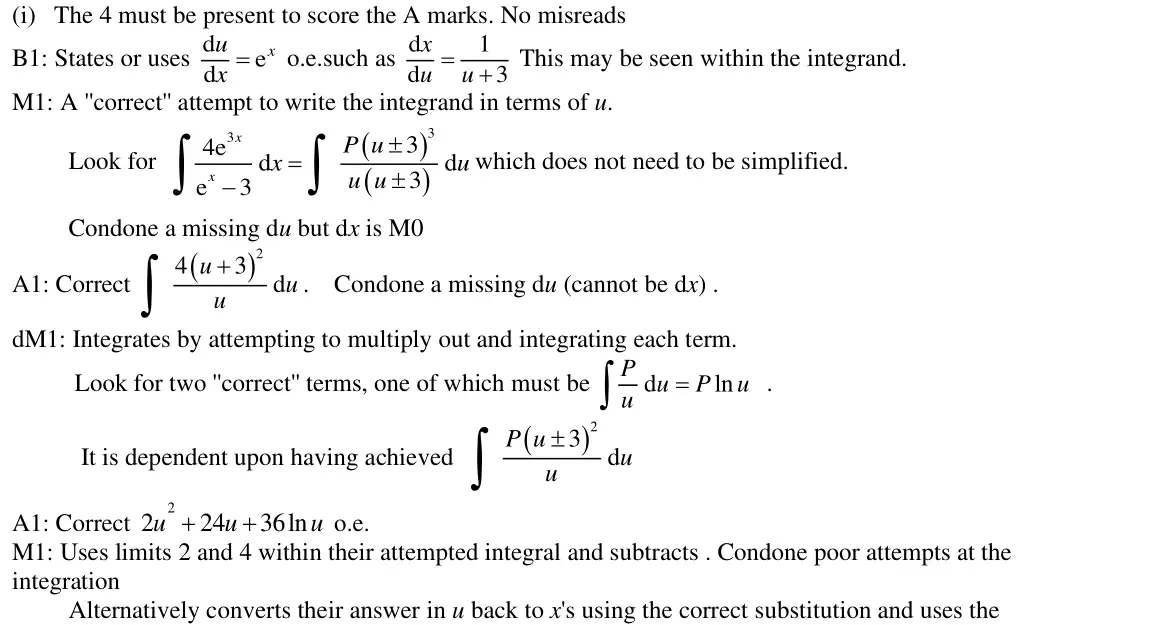 (i) The 4 must be present to score the A marks. No misreads
B1: States or uses du/dx = e^x o.e.such as dx/du = 1/(u + 3) This may be seen within the integrand.
M1: A "correct" attempt to write the integrand in terms of u.
Look for ∫ 4e^(3x)/(e^x − 3) dx = ∫ P(u ± 3)^3/(u(u ± 3)) du which does not need to be simplified.
Condone a missing du but dx is M0
A1: Correct ∫ 4(u + 3)^2/u du . Condone a missing du (cannot be dx) .
dM1: Integrates by attempting to multiply out and integrating each term.
Look for two "correct" terms, one of which must be ∫ P/u du = P ln u .
It is dependent upon having achieved ∫ P(u ± 3)^2/u du
A1: Correct 2u^2 + 24u + 36 ln u o.e.
M1: Uses limits 2 and 4 within their attempted integral and subtracts . Condone poor attempts at the
integration
Alternatively converts their answer in u back to x's using the correct substitution and uses the